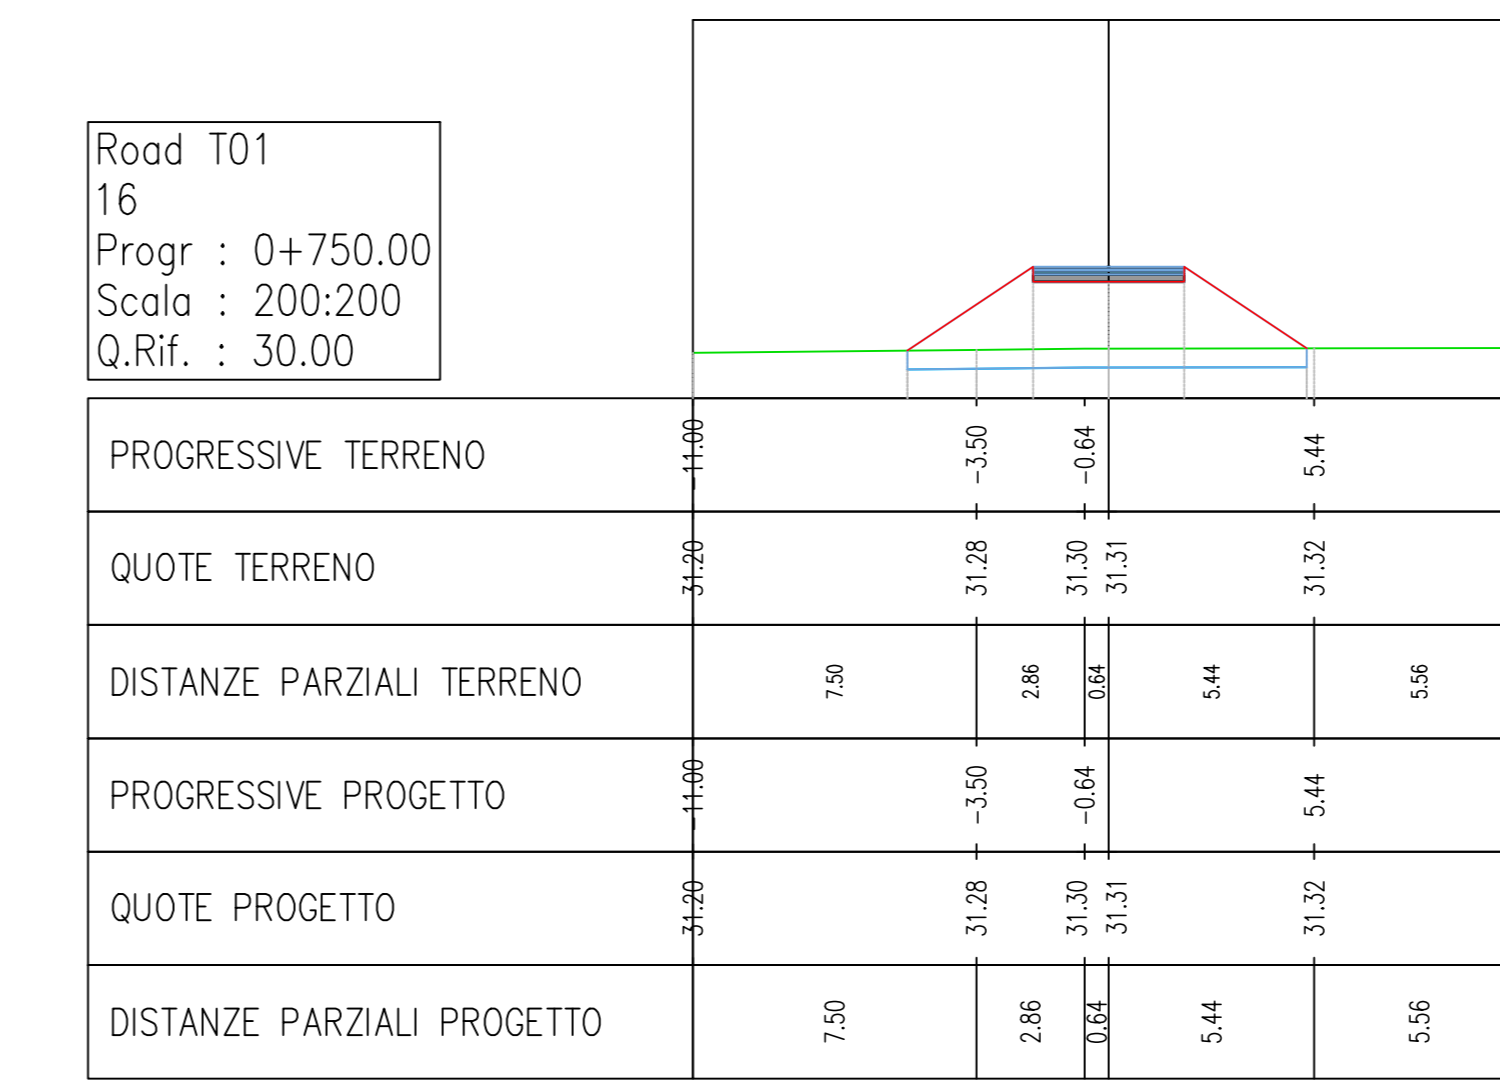 Road T01
16
Progr : 0+750.00
Scala : 200:200
Q.Rif. : 30.00
PROGRESSIVE TERRENO -11.00 -3.50 -0.64 5.44
QUOTE TERRENO 31.20 31.28 31.30 31.31 31.32
DISTANZE PARZIALI TERRENO 7.50 2.86 0.64 5.44 5.56
PROGRESSIVE PROGETTO -11.00 -3.50 -0.64 5.44
QUOTE PROGETTO 31.20 31.28 31.30 31.31 31.32
DISTANZE PARZIALI PROGETTO 7.50 2.86 0.64 5.44 5.56